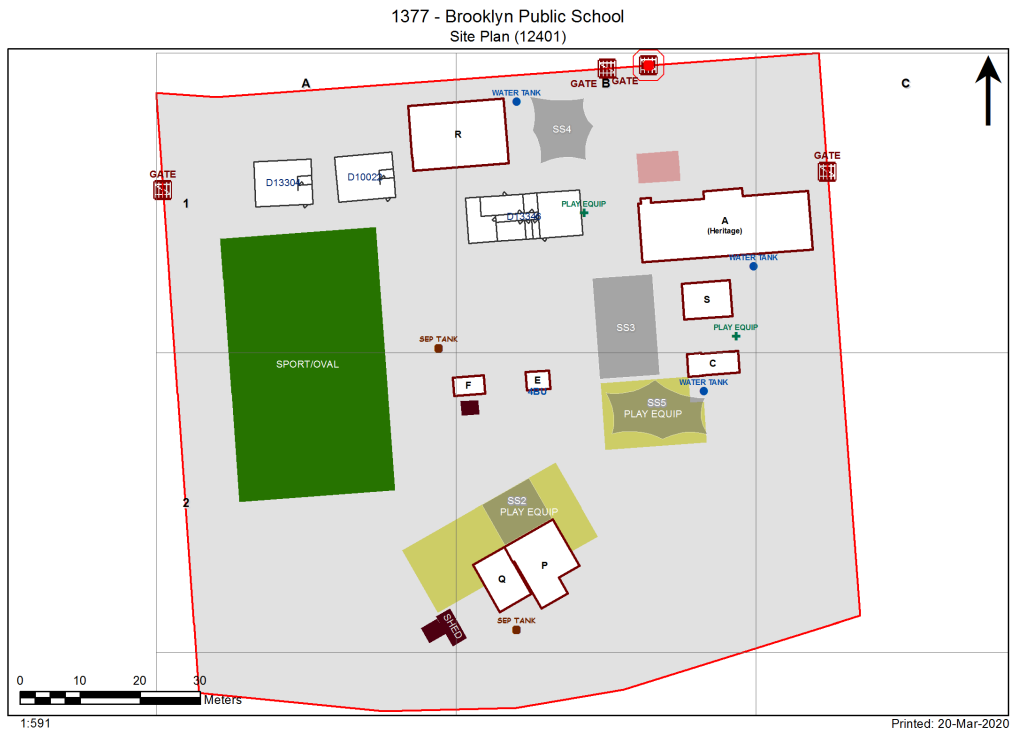 1377 - Brooklyn Public School
Site Plan (12401)
A
B
C
GATE
GATE
WATER TANK
R
SS4
GATE
GATE
D13304
1
PLAY EQUIP
A
(Heritage)
WATER TANK
S
SS3
PLAY EQUIP
SEP TANK
SPORT/OVAL
C
F
E
4BU
WATER TANK
SS5
PLAY EQUIP
2
SS2
PLAY EQUIP
P
Q
SEP TANK
SHED
0
10
20
30
Meters
1:591
Printed: 20-Mar-2020